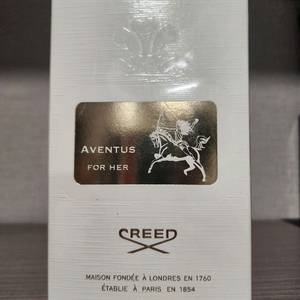 AVENTUS
FOR HER
CREED
MAISON FONDÉE À LONDRES EN 1760
ÉTABLIE À PARIS EN 1854